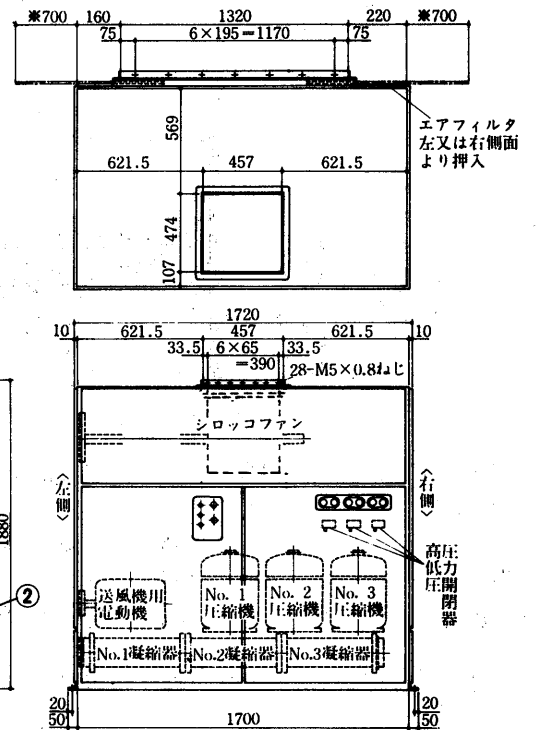 ※700 160 1320 220 ※700
75 6×195=1170 75
エアフィルタ
左又は右側面
より押入
569
621.5 457 621.5
474
107
1720
10 621.5 457 621.5 10
33.5 6×65 33.5
=390
28-M5×0.8ねじ
シロッコファン
〈左側〉
〈右側〉
1880
高低圧
圧力開閉器
②
送風機用
電動機
No. 1
圧縮機
No. 2
圧縮機
No. 3
圧縮機
No.1凝縮器
No.2凝縮器
No.3凝縮器
20
50
1700
20
50